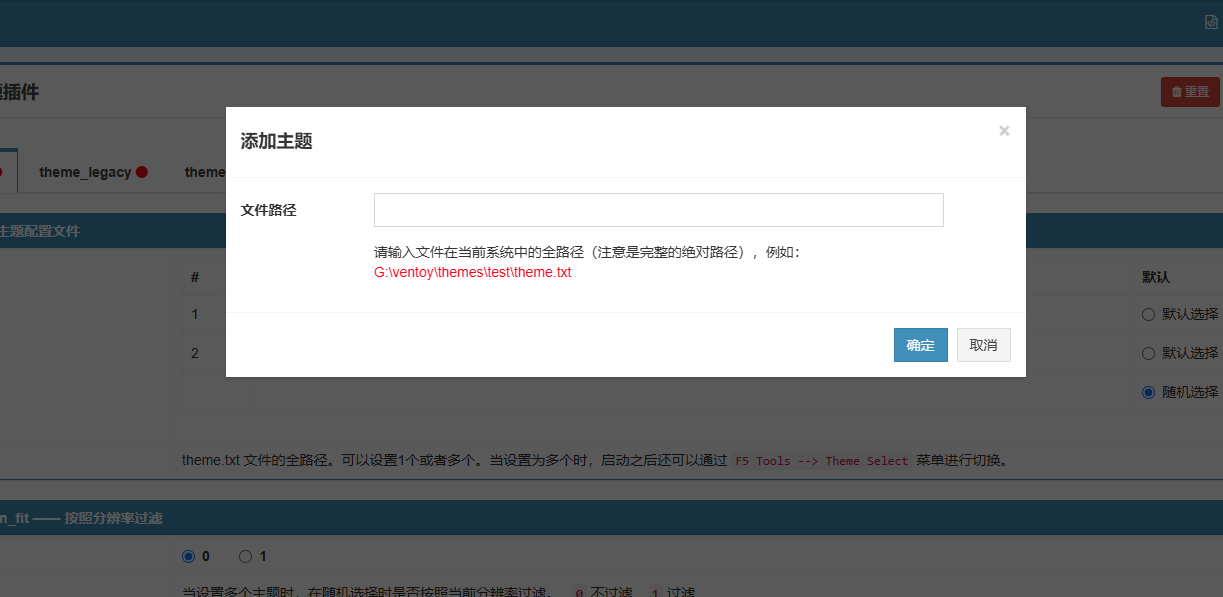 题插件
重置
添加主题
×
theme_legacy
theme
文件路径
主题配置文件
请输入文件在当前系统中的全路径（注意是完整的绝对路径），例如：
G:\ventoy\themes\test\theme.txt
#
默认
1
默认选择
2
默认选择
确定
取消
随机选择
theme.txt 文件的全路径。可以设置1个或者多个。当设置为多个时，启动之后还可以通过 F5 Tools --> Theme Select 菜单进行切换。
n_fit —— 按照分辨率过滤
0
1
当设置多个主题时，在随机选择时是否按照当前分辨率过滤。 0 不过滤 1 过滤